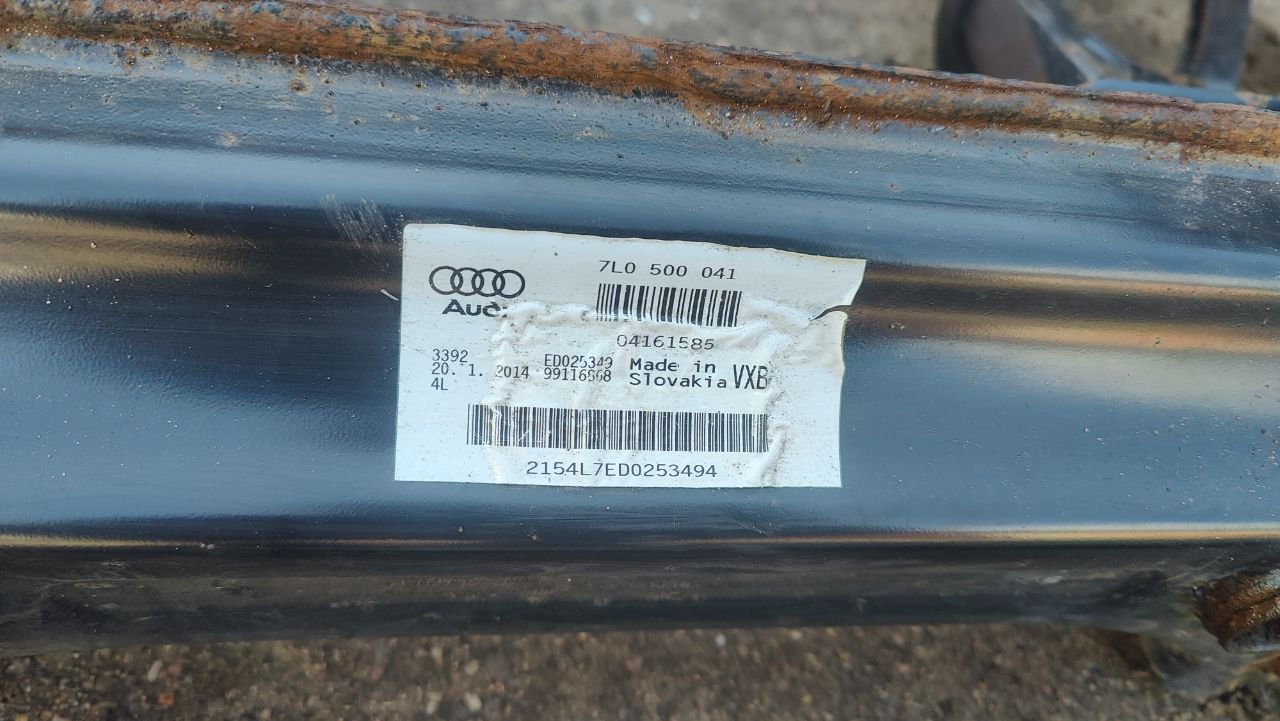 7L0 500 041
Audi
04161585
3392 ED025349 Made in VXB
20. 1. 2014 99116868 Slovakia
4L
2154L7ED0253494